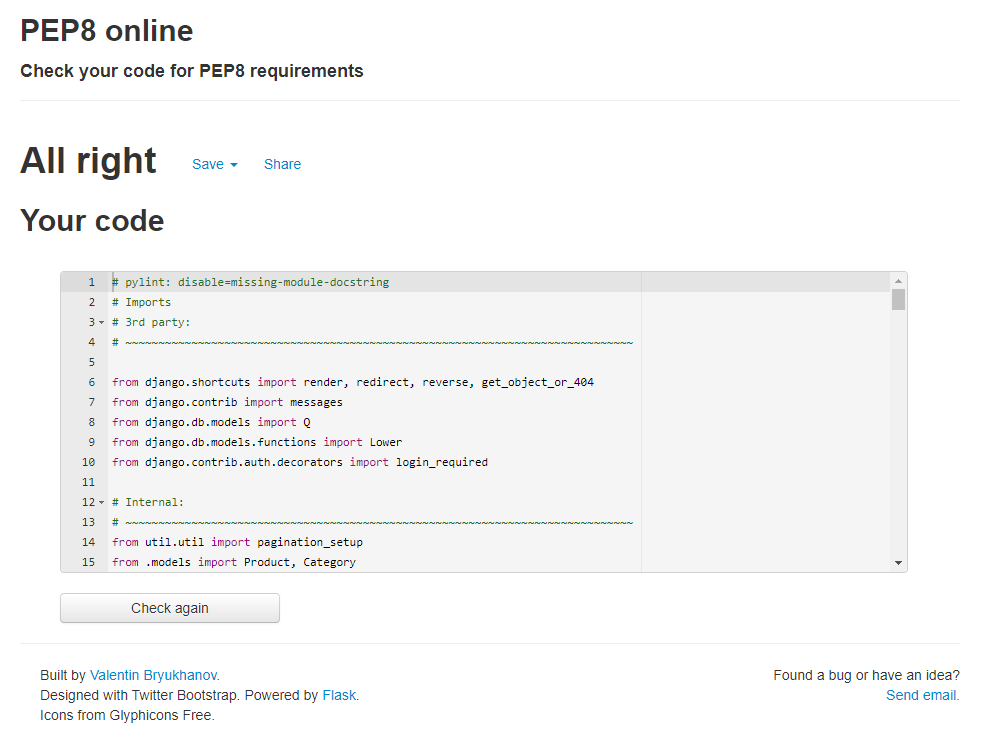 PEP8 online
Check your code for PEP8 requirements
All right Save Share
Your code
1 # pylint: disable=missing-module-docstring
2 # Imports
3 # 3rd party:
4 # ~~~~~~~~~~~~~~~~~~~~~~~~~~~~~~~~~~~~~~~~~~~~~~~~~~~~~~~~~~~~~~~~~~~~~~~~~~~~~
5
6 from django.shortcuts import render, redirect, reverse, get_object_or_404
7 from django.contrib import messages
8 from django.db.models import Q
9 from django.db.models.functions import Lower
10 from django.contrib.auth.decorators import login_required
11
12 # Internal:
13 # ~~~~~~~~~~~~~~~~~~~~~~~~~~~~~~~~~~~~~~~~~~~~~~~~~~~~~~~~~~~~~~~~~~~~~~~~~~~~~
14 from util.util import pagination_setup
15 from .models import Product, Category
Check again
Built by Valentin Bryukhanov.
Designed with Twitter Bootstrap. Powered by Flask.
Icons from Glyphicons Free.
Found a bug or have an idea?
Send email.